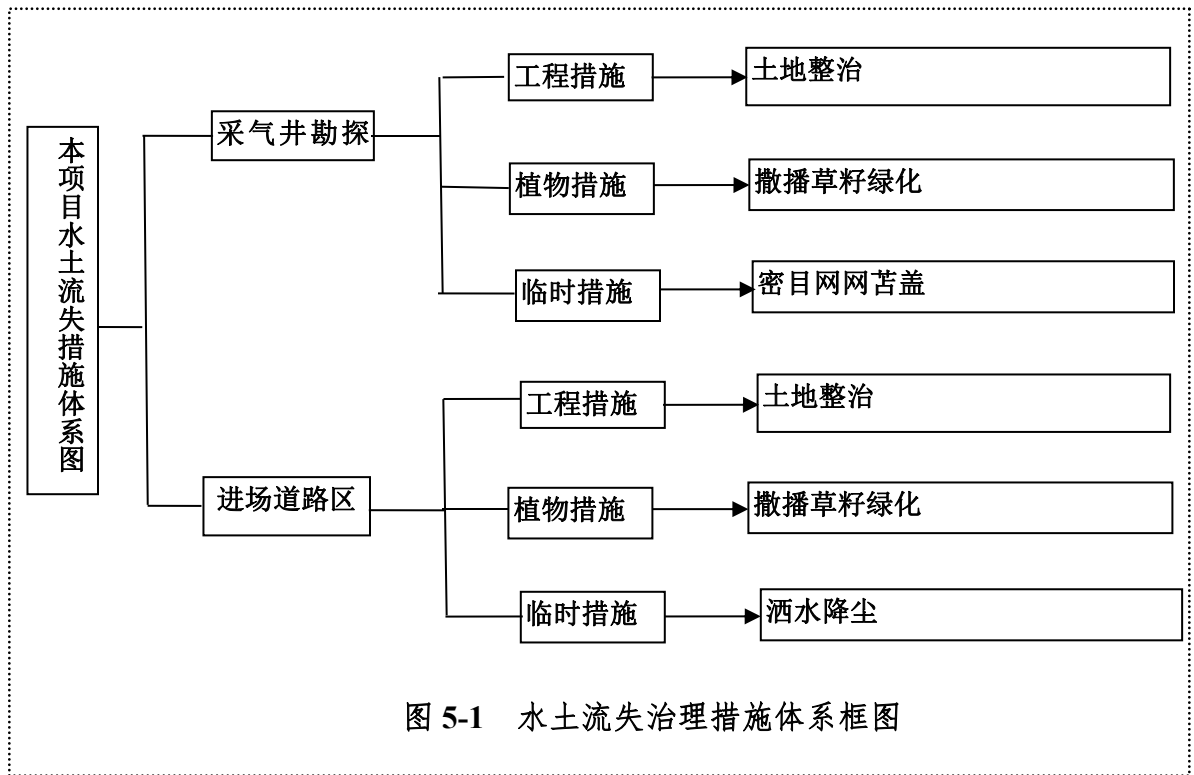 本项目水土流失措施体系图
采气井勘探
工程措施
土地整治
植物措施
撒播草籽绿化
临时措施
密目网网苫盖
进场道路区
工程措施
土地整治
植物措施
撒播草籽绿化
临时措施
洒水降尘
图 5-1 水土流失治理措施体系框图